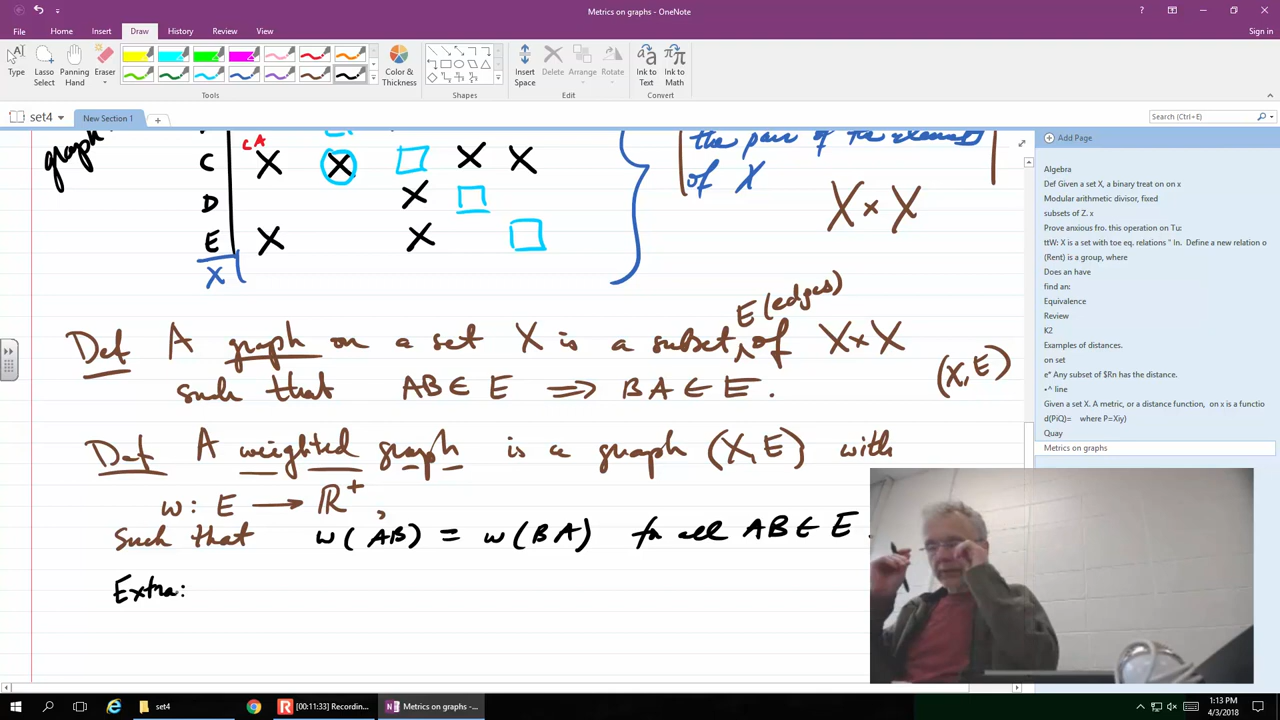 Metrics on graphs - OneNote
Sign in
File Home Insert Draw History Review View
Type
Lasso Select
Panning Hand
Eraser
Color & Thickness
Insert Space
Delete
Arrange
Rotate
Ink to Text
Ink to Math
Tools
Shapes
Edit
Convert
set4
New Section 1
Search (Ctrl+E)
graph
CA
C X X X X
D X
E X X
X
the pair of the elements
of X
X × X
E (edges)
Def A graph on a set X is a subset of X×X
such that AB ∈ E ⟹ BA ∈ E.
(X, E)
Def A weighted graph is a graph (X, E) with
w: E → ℝ⁺,
such that w(AB) = w(BA) for all AB ∈ E.
Extra:
Add Page
Algebra
Def Given a set X, a binary treat on on x
Modular arithmetic divisor, fixed
subsets of Z. x
Prove anxious fro. this operation on Tu:
ttW: X is a set with toe eq. relations " In. Define a new relation o
(Rent) is a group, where
Does an have
find an:
Equivalence
Review
K2
Examples of distances.
on set
e* Any subset of $Rn has the distance.
•^ line
Given a set X. A metric, or a distance function, on x is a functio
d(PiQ)= where P=Xiy)
Quay
Metrics on graphs
set4
[00:11:33] Recordin...
Metrics on graphs - ...
1:13 PM
4/3/2018